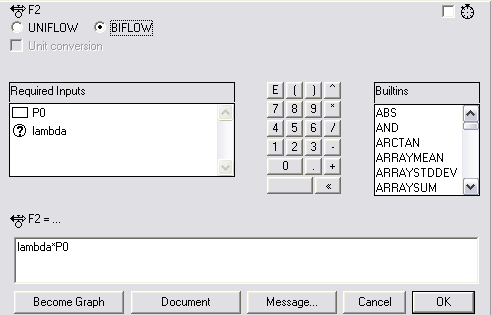 F2
UNIFLOW BIFLOW
Unit conversion
Required Inputs
P0
? lambda
E ( ) ^
7 8 9 *
4 5 6 /
1 2 3 -
0 . +
«
Builtins
ABS
AND
ARCTAN
ARRAYMEAN
ARRAYSTDDEV
ARRAYSUM
F2 = ...
lambda*P0
Become Graph Document Message... Cancel OK